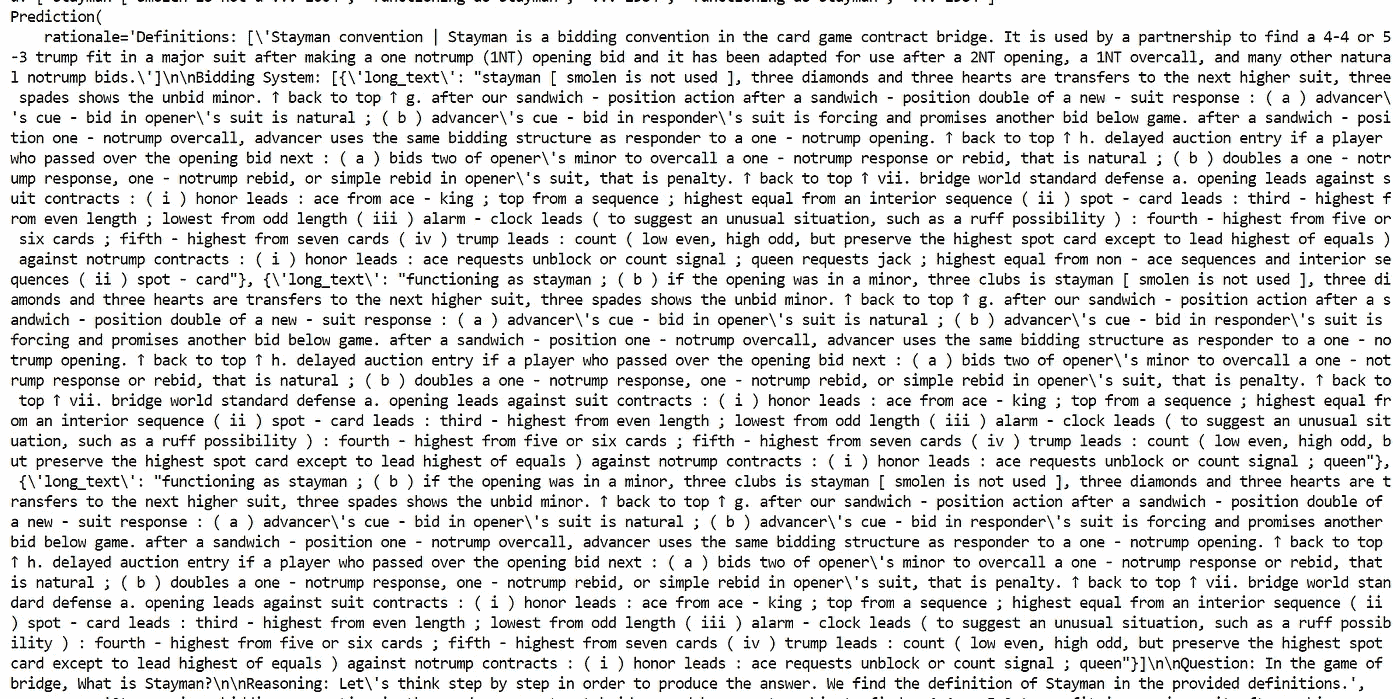 Prediction(
    rationale='Definitions: [\'Stayman convention | Stayman is a bidding convention in the card game contract bridge. It is used by a partnership to find a 4-4 or 5
-3 trump fit in a major suit after making a one notrump (1NT) opening bid and it has been adapted for use after a 2NT opening, a 1NT overcall, and many other natura
l notrump bids.\']\n\nBidding System: [{\'long_text\': "stayman [ smolen is not used ], three diamonds and three hearts are transfers to the next higher suit, three
 spades shows the unbid minor. ↑ back to top ↑ g. after our sandwich - position action after a sandwich - position double of a new - suit response : ( a ) advancer\
's cue - bid in opener\'s suit is natural ; ( b ) advancer\'s cue - bid in responder\'s suit is forcing and promises another bid below game. after a sandwich - posi
tion one - notrump overcall, advancer uses the same bidding structure as responder to a one - notrump opening. ↑ back to top ↑ h. delayed auction entry if a player
who passed over the opening bid next : ( a ) bids two of opener\'s minor to overcall a one - notrump response or rebid, that is natural ; ( b ) doubles a one - notr
ump response, one - notrump rebid, or simple rebid in opener\'s suit, that is penalty. ↑ back to top ↑ vii. bridge world standard defense a. opening leads against s
uit contracts : ( i ) honor leads : ace from ace - king ; top from a sequence ; highest equal from an interior sequence ( ii ) spot - card leads : third - highest f
rom even length ; lowest from odd length ( iii ) alarm - clock leads ( to suggest an unusual situation, such as a ruff possibility ) : fourth - highest from five or
 six cards ; fifth - highest from seven cards ( iv ) trump leads : count ( low even, high odd, but preserve the highest spot card except to lead highest of equals )
 against notrump contracts : ( i ) honor leads : ace requests unblock or count signal ; queen requests jack ; highest equal from non - ace sequences and interior se
quences ( ii ) spot - card"}, {\'long_text\': "functioning as stayman ; ( b ) if the opening was in a minor, three clubs is stayman [ smolen is not used ], three di
amonds and three hearts are transfers to the next higher suit, three spades shows the unbid minor. ↑ back to top ↑ g. after our sandwich - position action after a s
andwich - position double of a new - suit response : ( a ) advancer\'s cue - bid in opener\'s suit is natural ; ( b ) advancer\'s cue - bid in responder\'s suit is
forcing and promises another bid below game. after a sandwich - position one - notrump overcall, advancer uses the same bidding structure as responder to a one - no
trump opening. ↑ back to top ↑ h. delayed auction entry if a player who passed over the opening bid next : ( a ) bids two of opener\'s minor to overcall a one - not
rump response or rebid, that is natural ; ( b ) doubles a one - notrump response, one - notrump rebid, or simple rebid in opener\'s suit, that is penalty. ↑ back to
 top ↑ vii. bridge world standard defense a. opening leads against suit contracts : ( i ) honor leads : ace from ace - king ; top from a sequence ; highest equal fr
om an interior sequence ( ii ) spot - card leads : third - highest from even length ; lowest from odd length ( iii ) alarm - clock leads ( to suggest an unusual sit
uation, such as a ruff possibility ) : fourth - highest from five or six cards ; fifth - highest from seven cards ( iv ) trump leads : count ( low even, high odd, b
ut preserve the highest spot card except to lead highest of equals ) against notrump contracts : ( i ) honor leads : ace requests unblock or count signal ; queen"},
 {\'long_text\': "functioning as stayman ; ( b ) if the opening was in a minor, three clubs is stayman [ smolen is not used ], three diamonds and three hearts are t
ransfers to the next higher suit, three spades shows the unbid minor. ↑ back to top ↑ g. after our sandwich - position action after a sandwich - position double of
a new - suit response : ( a ) advancer\'s cue - bid in opener\'s suit is natural ; ( b ) advancer\'s cue - bid in responder\'s suit is forcing and promises another
bid below game. after a sandwich - position one - notrump overcall, advancer uses the same bidding structure as responder to a one - notrump opening. ↑ back to top
↑ h. delayed auction entry if a player who passed over the opening bid next : ( a ) bids two of opener\'s minor to overcall a one - notrump response or rebid, that
is natural ; ( b ) doubles a one - notrump response, one - notrump rebid, or simple rebid in opener\'s suit, that is penalty. ↑ back to top ↑ vii. bridge world stan
dard defense a. opening leads against suit contracts : ( i ) honor leads : ace from ace - king ; top from a sequence ; highest equal from an interior sequence ( ii
) spot - card leads : third - highest from even length ; lowest from odd length ( iii ) alarm - clock leads ( to suggest an unusual situation, such as a ruff possib
ility ) : fourth - highest from five or six cards ; fifth - highest from seven cards ( iv ) trump leads : count ( low even, high odd, but preserve the highest spot
card except to lead highest of equals ) against notrump contracts : ( i ) honor leads : ace requests unblock or count signal ; queen"}]\n\nQuestion: In the game of
bridge, What is Stayman?\n\nReasoning: Let\'s think step by step in order to produce the answer. We find the definition of Stayman in the provided definitions.',